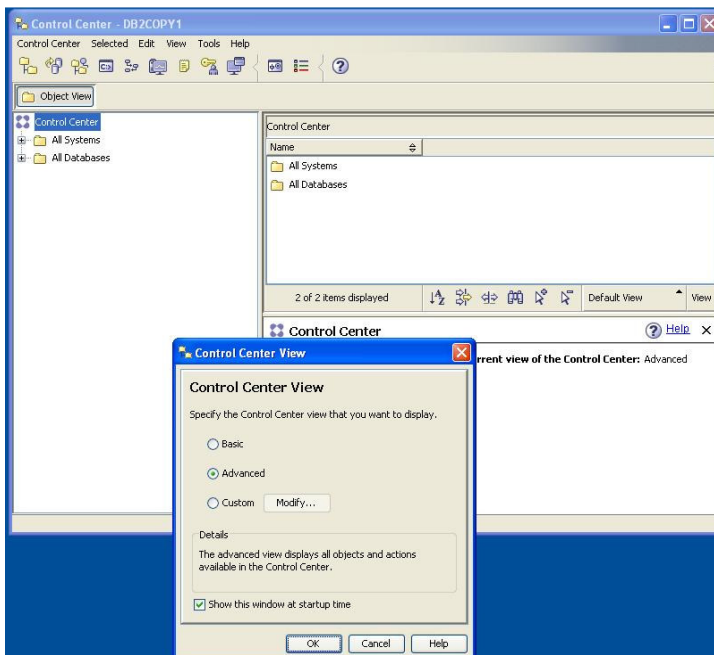 Control Center - DB2COPY1
Control Center Selected Edit View Tools Help
Object View
Control Center
All Systems
All Databases
Control Center
Name
All Systems
All Databases
2 of 2 items displayed
Default View
View
Control Center
Help
rrent view of the Control Center: Advanced
Control Center View
Control Center View
Specify the Control Center view that you want to display.
Basic
Advanced
Custom
Modify...
Details
The advanced view displays all objects and actions
available in the Control Center.
Show this window at startup time
OK
Cancel
Help